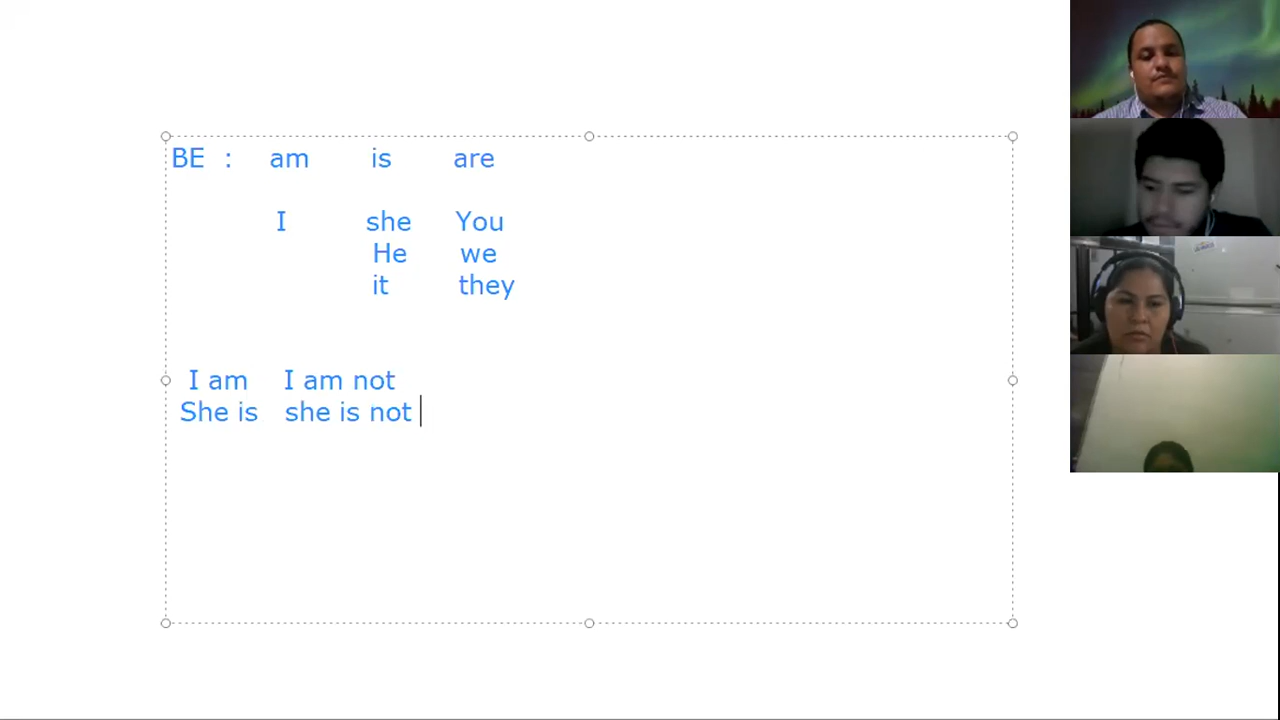 BE : am is are
I she You
He we
it they
I am I am not
She is she is not